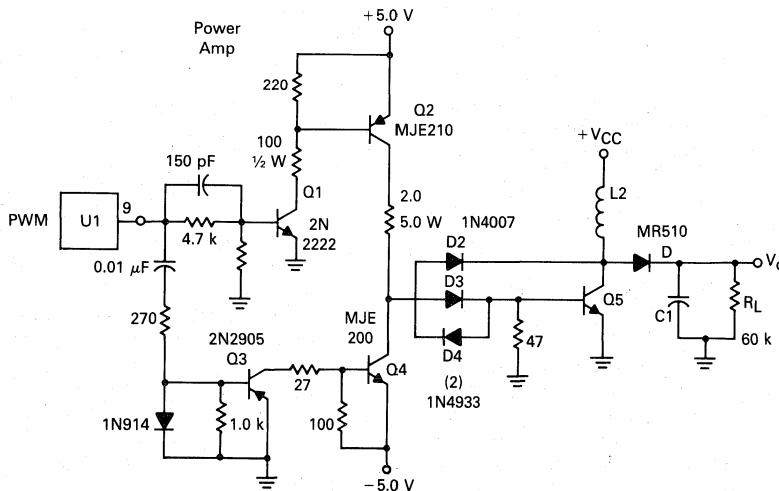 Power
Amp
+5.0 V
220
Q2
MJE210
100
½ W
+VCC
150 pF
Q1
L2
PWM
U1
9
4.7 k
2N
2222
2.0
5.0 W
1N4007
MR510
D
D2
0.01 µF
D3
Q5
C1
RL
60 k
270
2N2905
Q3
MJE
200
D4
47
27
Q4
(2)
1N4933
1N914
1.0 k
100
−5.0 V